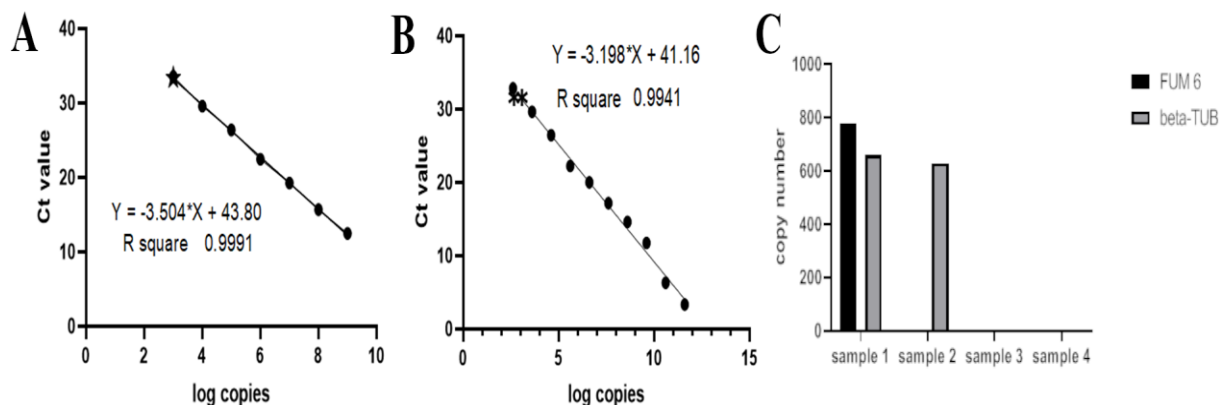 A
40
30
20
10
0
Ct value
Y = -3.504*X + 43.80
R square 0.9991
0 2 4 6 8 10
log copies
B
40
30
20
10
0
Ct value
Y = -3.198*X + 41.16
R square 0.9941
0 5 10 15
log copies
C
1000
800
600
400
200
0
copy number
sample 1 sample 2 sample 3 sample 4
FUM 6
beta-TUB